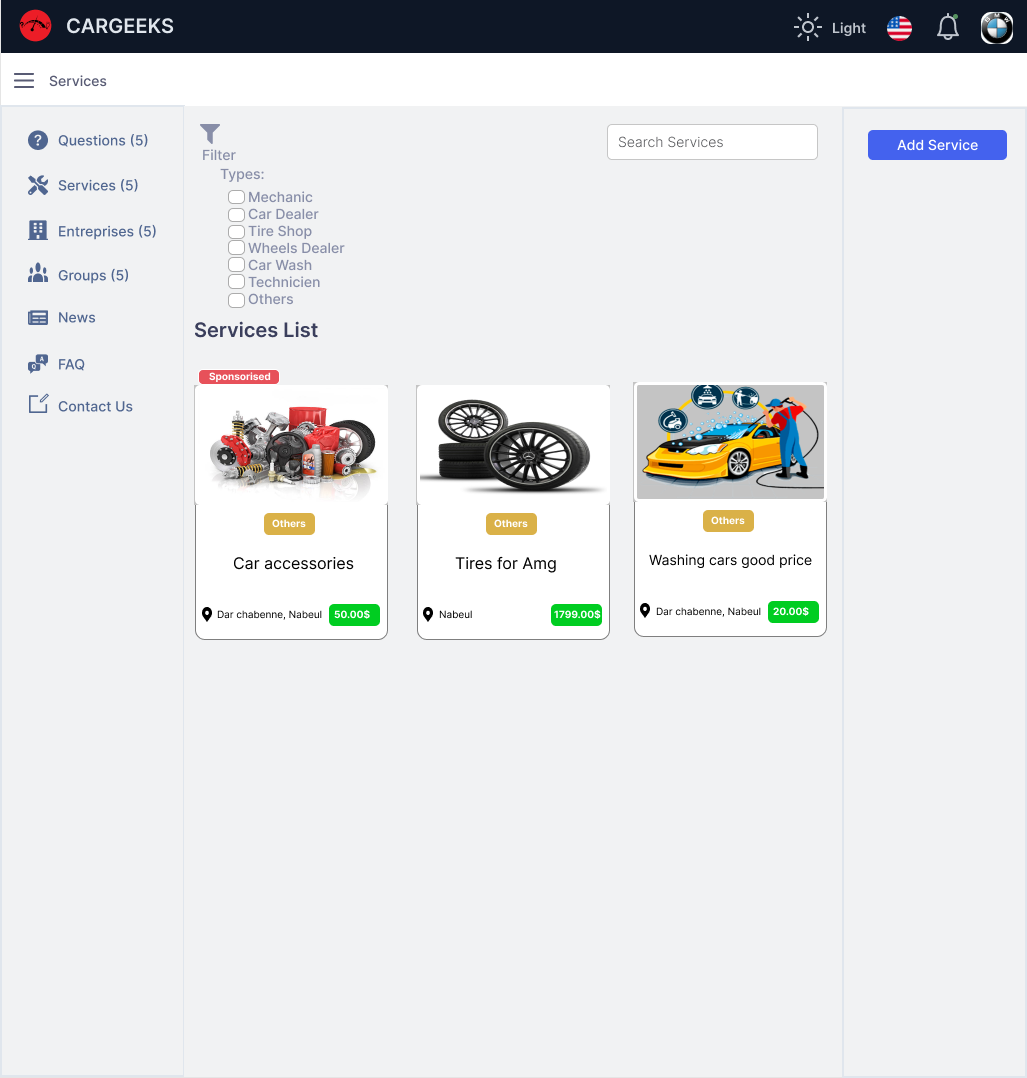 CARGEEKS
Light
Services
Questions (5)
Services (5)
Entreprises (5)
Groups (5)
News
FAQ
Contact Us
Filter
Search Services
Types:
Mechanic
Car Dealer
Tire Shop
Wheels Dealer
Car Wash
Technicien
Others
Add Service
Services List
Sponsorised
Others
Car accessories
Dar chabenne, Nabeul 50.00$
Others
Tires for Amg
Nabeul 1799.00$
Others
Washing cars good price
Dar chabenne, Nabeul 20.00$